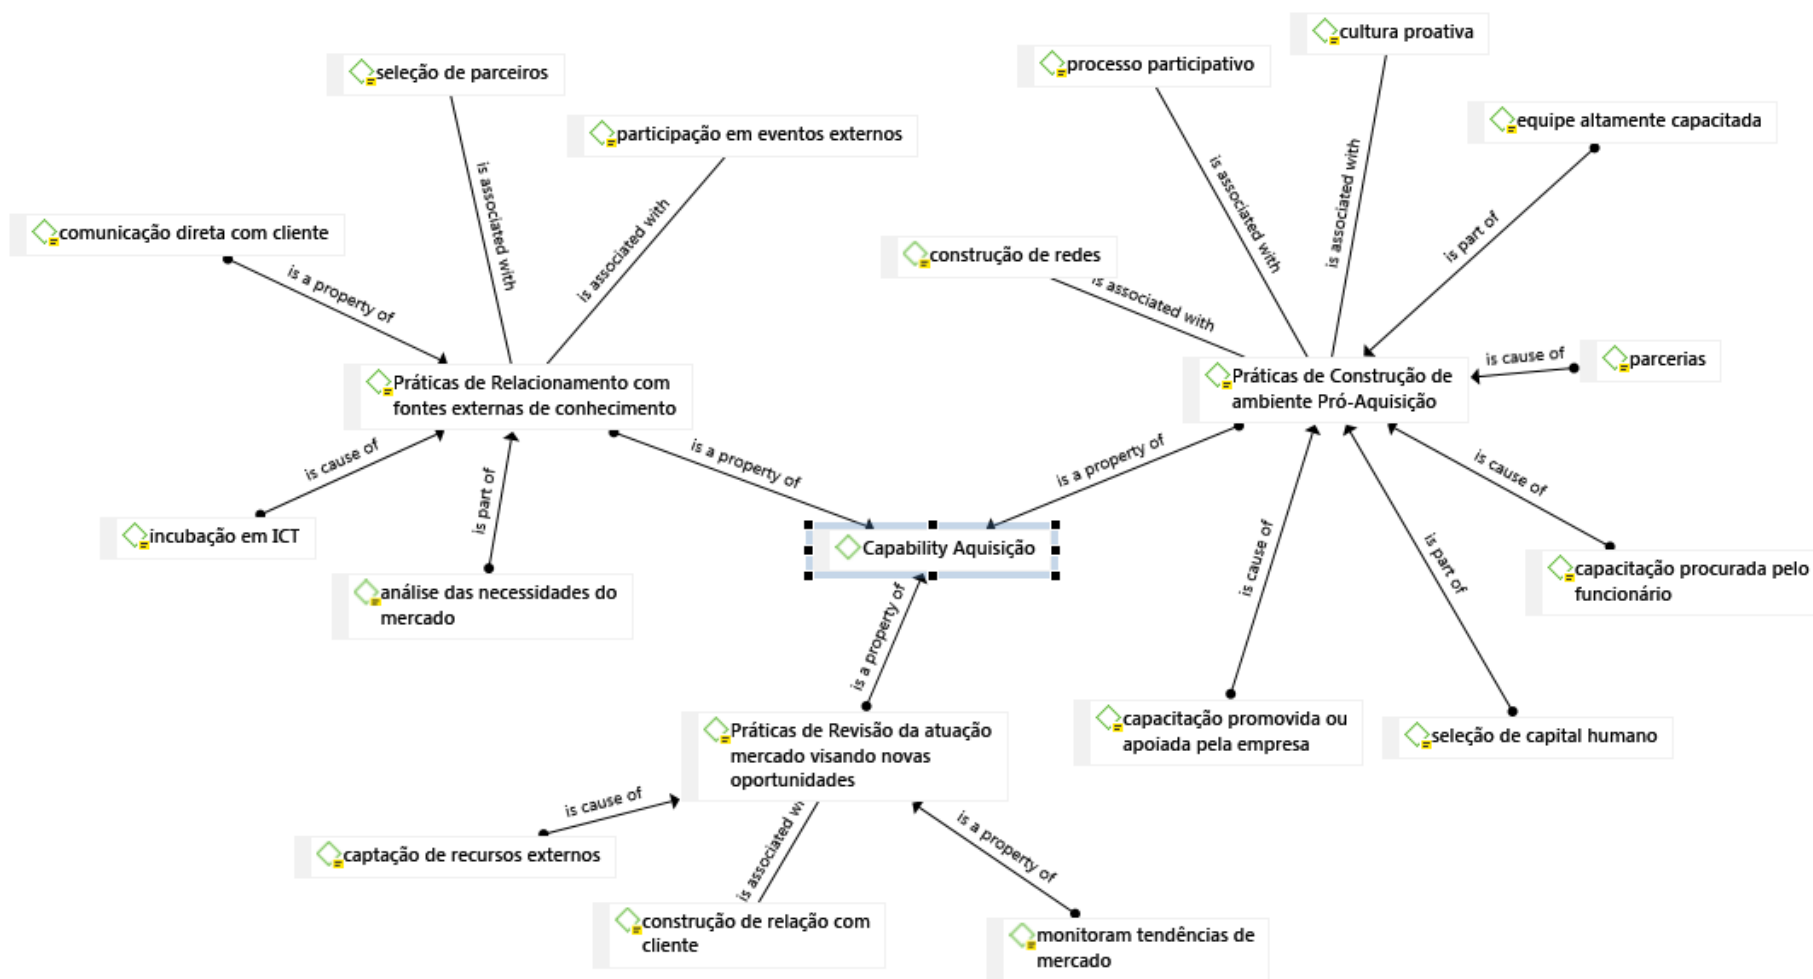 cultura proativa
processo participativo
seleção de parceiros
equipe altamente capacitada
participação em eventos externos
is associated with
is associated with
is associated with
is associated with
is part of
comunicação direta com cliente
construção de redes
is a property of
is associated with
is cause of
parcerias
Práticas de Relacionamento com
fontes externas de conhecimento
Práticas de Construção de
ambiente Pró-Aquisição
is cause of
is part of
is a property of
is a property of
is cause of
incubação em ICT
Capability Aquisição
is cause of
is part of
capacitação procurada pelo
funcionário
análise das necessidades do
mercado
is a property of
Práticas de Revisão da atuação
mercado visando novas
oportunidades
capacitação promovida ou
apoiada pela empresa
seleção de capital humano
is cause of
is associated
is a property of
captação de recursos externos
construção de relação com
cliente
monitoram tendências de
mercado